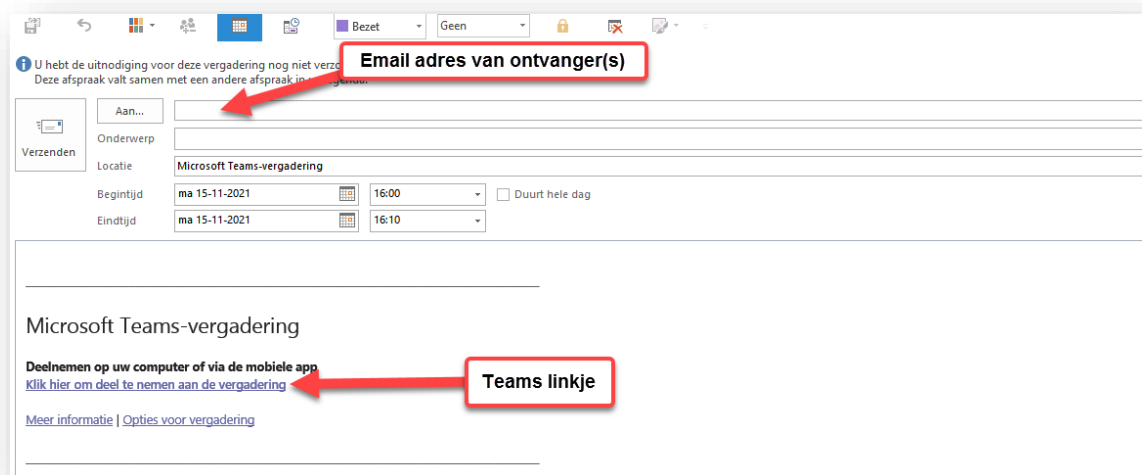 Bezet
Geen
Email adres van ontvanger(s)
U hebt de uitnodiging voor deze vergadering nog niet verzo
Deze afspraak valt samen met een andere afspraak in
Aan...
Verzenden
Onderwerp
Locatie
Microsoft Teams-vergadering
Begintijd
ma 15-11-2021
16:00
Duurt hele dag
Eindtijd
ma 15-11-2021
16:10
Microsoft Teams-vergadering
Deelnemen op uw computer of via de mobiele app
Klik hier om deel te nemen aan de vergadering
Teams linkje
Meer informatie | Opties voor vergadering